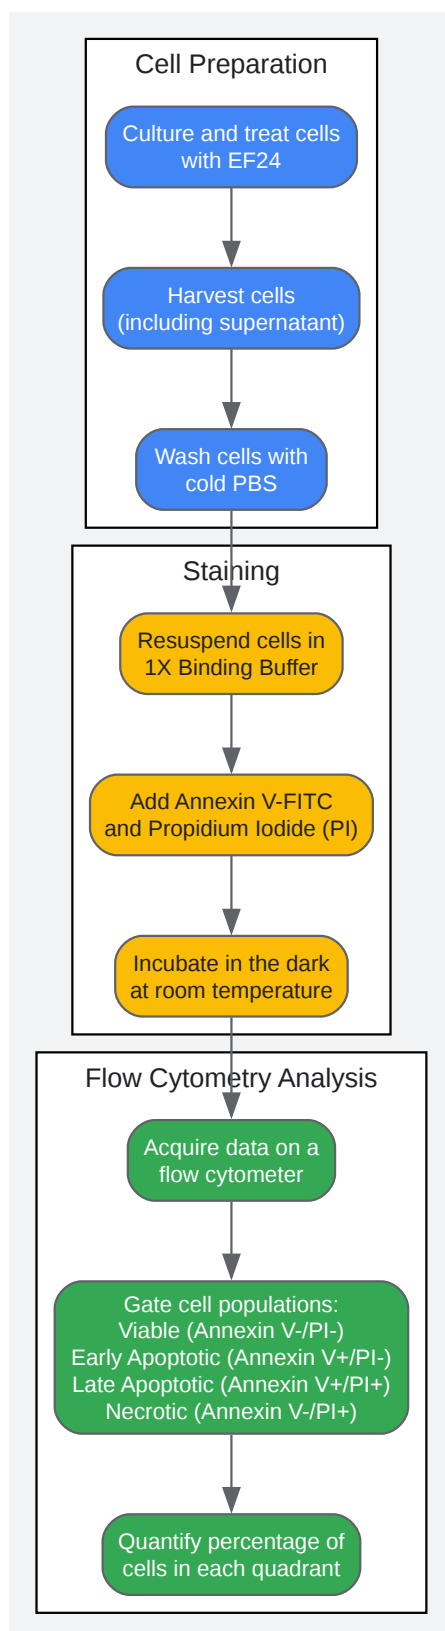 Cell Preparation
Culture and treat cells
with EF24
Harvest cells
(including supernatant)
Wash cells with
cold PBS
Staining
Resuspend cells in
1X Binding Buffer
Add Annexin V-FITC
and Propidium Iodide (PI)
Incubate in the dark
at room temperature
Flow Cytometry Analysis
Acquire data on a
flow cytometer
Gate cell populations:
Viable (Annexin V-/PI-)
Early Apoptotic (Annexin V+/PI-)
Late Apoptotic (Annexin V+/PI+)
Necrotic (Annexin V-/PI+)
Quantify percentage of
cells in each quadrant